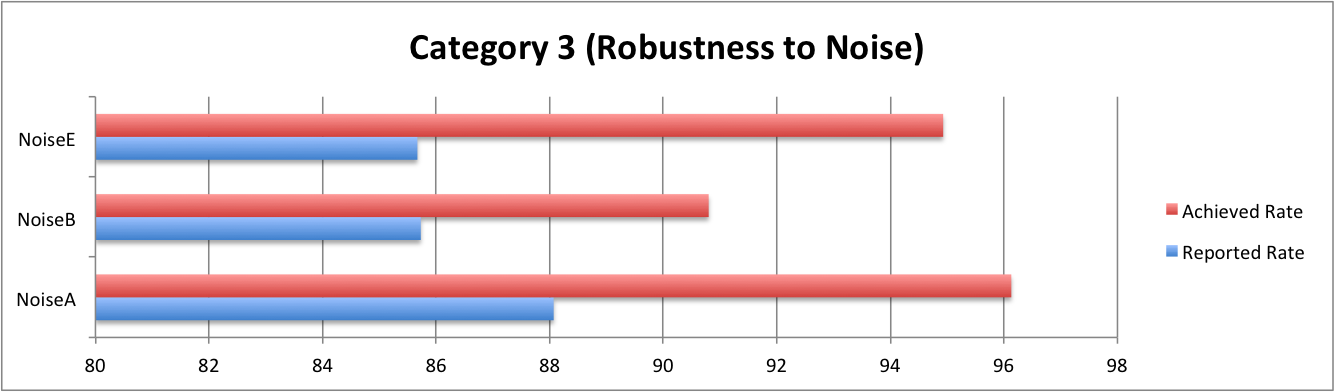 Category 3 (Robustness to Noise)
NoiseE
NoiseB
NoiseA
Achieved Rate
Reported Rate
80 82 84 86 88 90 92 94 96 98